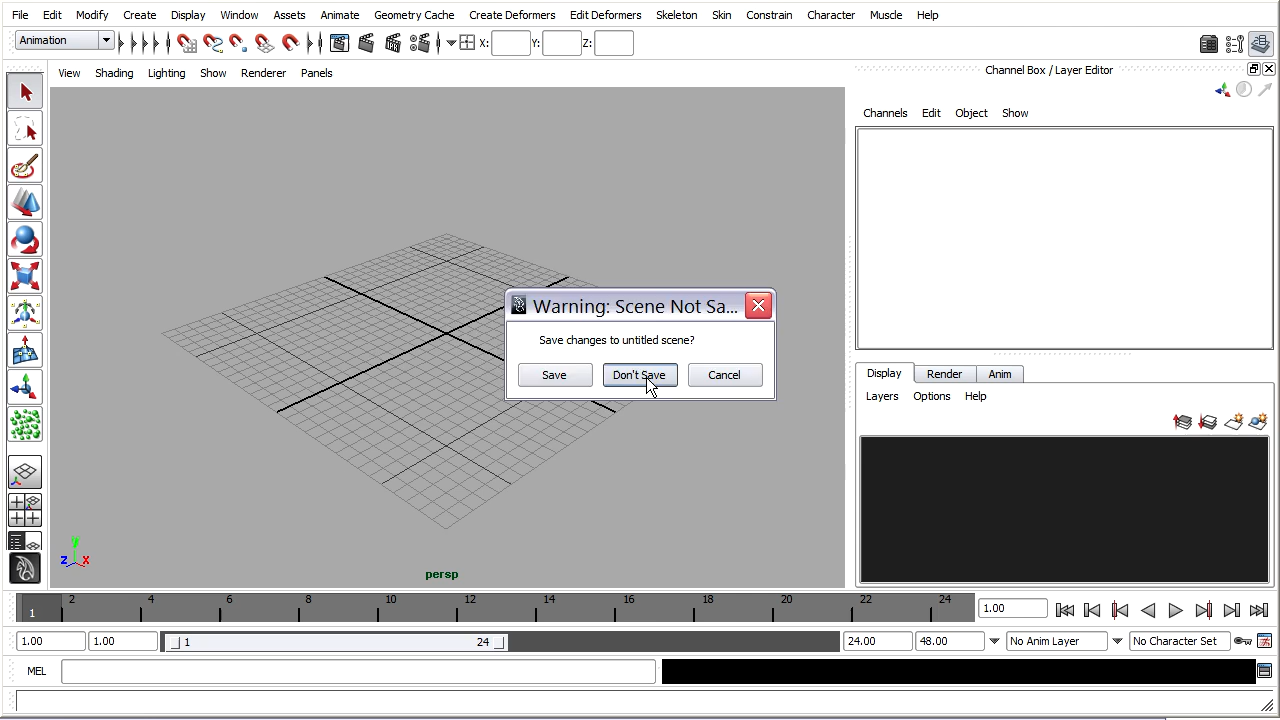 File Edit Modify Create Display Window Assets Animate Geometry Cache Create Deformers Edit Deformers Skeleton Skin Constrain Character Muscle Help
Animation X: Y: Z:
View Shading Lighting Show Renderer Panels
Channel Box / Layer Editor
Channels Edit Object Show
Warning: Scene Not Sa...
Save changes to untitled scene?
Save Don't Save Cancel
Display Render Anim
Layers Options Help
y
z x
persp
1 2 4 6 8 10 12 14 16 18 20 22 24 1.00
1.00 1.00 1 24 24.00 48.00 No Anim Layer No Character Set
MEL